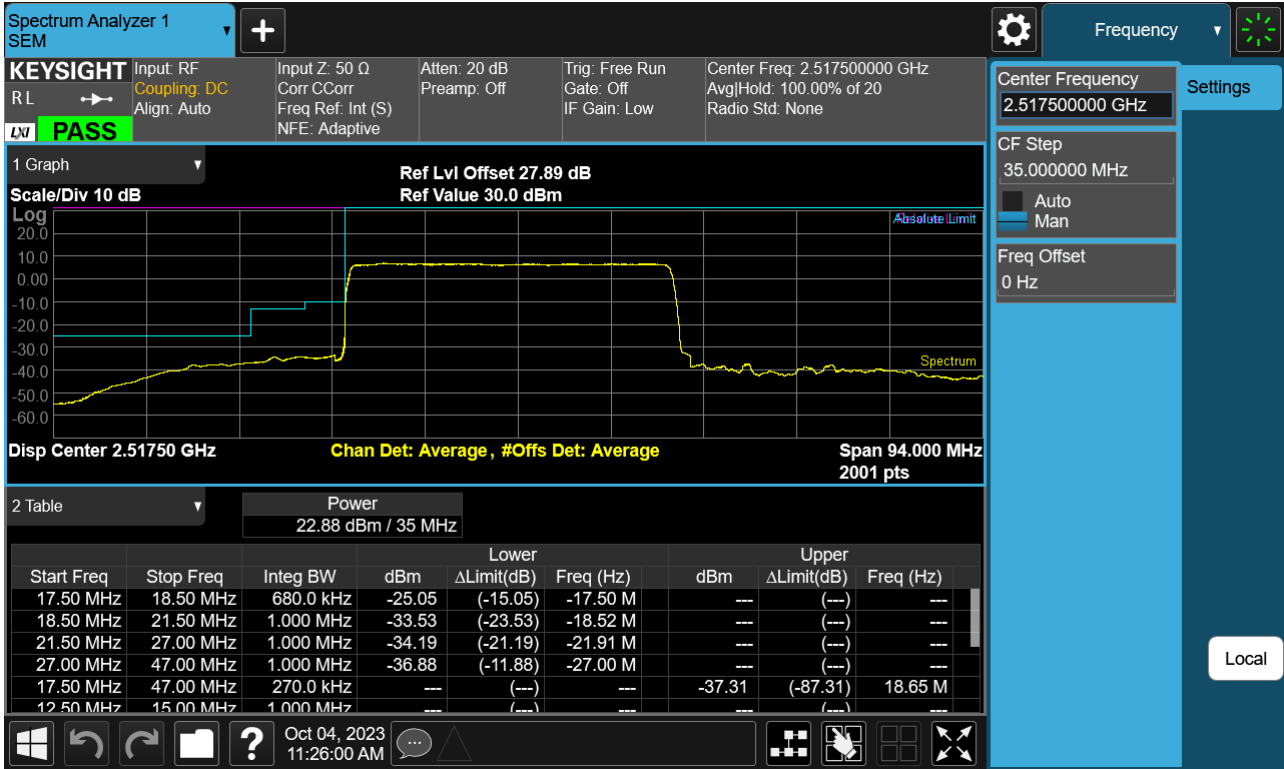 Spectrum Analyzer 1
SEM
Frequency
KEYSIGHT
R L
LXI PASS
Input: RF
Coupling: DC
Align: Auto
Input Z: 50 Ω
Corr CCorr
Freq Ref: Int (S)
NFE: Adaptive
Atten: 20 dB
Preamp: Off
Trig: Free Run
Gate: Off
IF Gain: Low
Center Freq: 2.517500000 GHz
Avg|Hold: 100.00% of 20
Radio Std: None
Center Frequency
2.517500000 GHz
Settings
CF Step
35.000000 MHz
Auto
Man
Freq Offset
0 Hz
1 Graph
Scale/Div 10 dB
Ref Lvl Offset 27.89 dB
Ref Value 30.0 dBm
Log
20.0
10.0
0.00
-10.0
-20.0
-30.0
-40.0
-50.0
-60.0
Absolute Limit
Spectrum
Disp Center 2.51750 GHz
Chan Det: Average , #Offs Det: Average
Span 94.000 MHz
2001 pts
2 Table
Power
22.88 dBm / 35 MHz
Lower Upper
Start Freq Stop Freq Integ BW dBm ΔLimit(dB) Freq (Hz) dBm ΔLimit(dB) Freq (Hz)
17.50 MHz 18.50 MHz 680.0 kHz -25.05 (-15.05) -17.50 M --- (---) ---
18.50 MHz 21.50 MHz 1.000 MHz -33.53 (-23.53) -18.52 M --- (---) ---
21.50 MHz 27.00 MHz 1.000 MHz -34.19 (-21.19) -21.91 M --- (---) ---
27.00 MHz 47.00 MHz 1.000 MHz -36.88 (-11.88) -27.00 M --- (---) ---
17.50 MHz 47.00 MHz 270.0 kHz --- (---) --- -37.31 (-87.31) 18.65 M
12.50 MHz 15.00 MHz 1.000 MHz --- (---) --- --- (---) ---
Local
?
Oct 04, 2023
11:26:00 AM